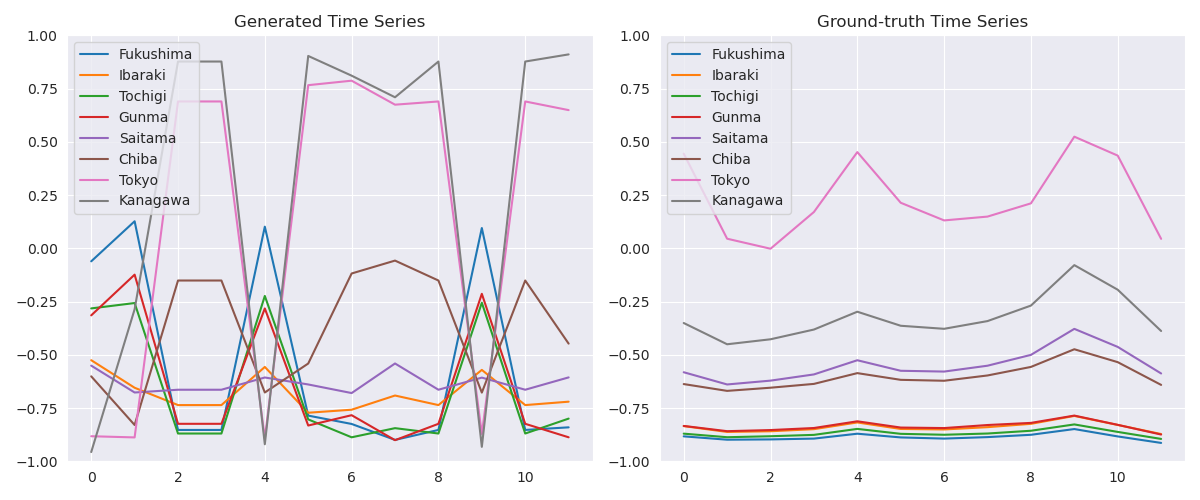 Generated Time Series
1.00
0.75
0.50
0.25
0.00
−0.25
−0.50
−0.75
−1.00
0
2
4
6
8
10
Fukushima
Ibaraki
Tochigi
Gunma
Saitama
Chiba
Tokyo
Kanagawa
Ground-truth Time Series
1.00
0.75
0.50
0.25
0.00
−0.25
−0.50
−0.75
−1.00
0
2
4
6
8
10
Fukushima
Ibaraki
Tochigi
Gunma
Saitama
Chiba
Tokyo
Kanagawa